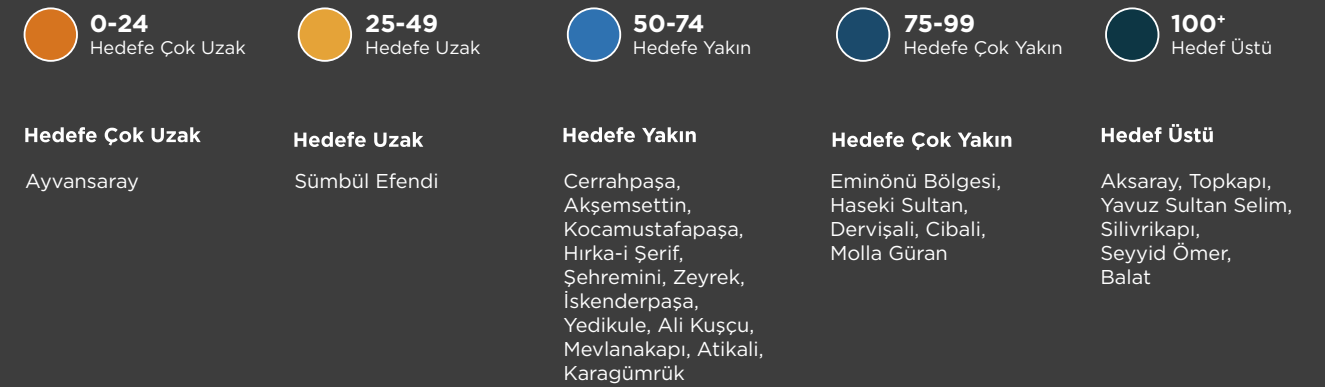 0-24
Hedefe Çok Uzak
25-49
Hedefe Uzak
50-74
Hedefe Yakın
75-99
Hedefe Çok Yakın
100+
Hedef Üstü
Hedefe Çok Uzak
Ayvansaray
Hedefe Uzak
Sümbül Efendi
Hedefe Yakın
Cerrahpaşa,
Akşemsettin,
Kocamustafapaşa,
Hırka-i Şerif,
Şehremini, Zeyrek,
İskenderpaşa,
Yedikule, Ali Kuşçu,
Mevlanakapı, Atikali,
Karagümrük
Hedefe Çok Yakın
Eminönü Bölgesi,
Haseki Sultan,
Dervişali, Cibali,
Molla Güran
Hedef Üstü
Aksaray, Topkapı,
Yavuz Sultan Selim,
Silivrikapı,
Seyyid Ömer,
Balat